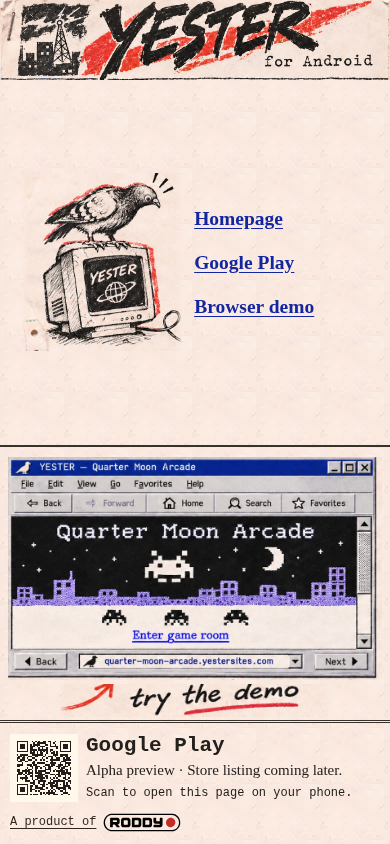 YESTER
for Android
YESTER
Homepage
Google Play
Browser demo
YESTER — Quarter Moon Arcade
File Edit View Go Favorites Help
Back Forward Home Search Favorites
Quarter Moon Arcade
Enter game room
Back quarter-moon-arcade.yestersites.com Next
try the demo
Google Play
Alpha preview · Store listing coming later.
Scan to open this page on your phone.
A product of RODDY